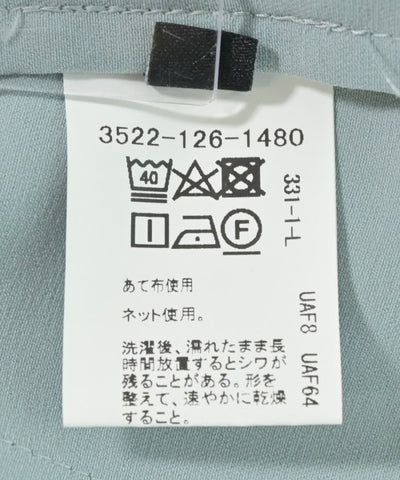 3522-126-1480
40
F
331-1-L
UAF8 UAF64
あて布使用
ネット使用。
洗濯後、濡れたまま長
時間放置するとシワが
残ることがある。形を
整えて、速やかに乾燥
すること。